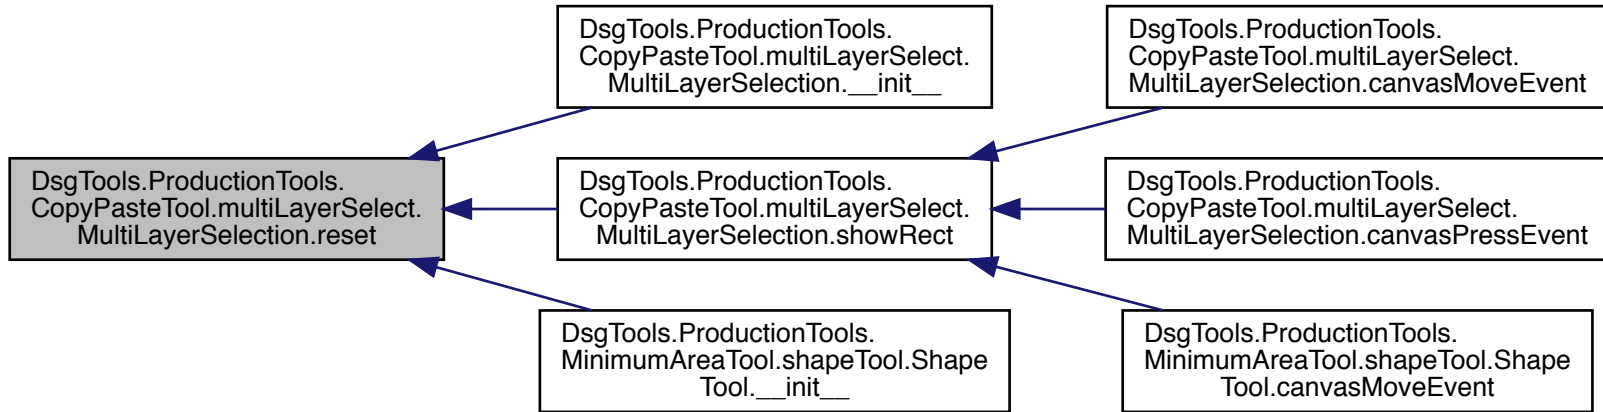 DsgTools.ProductionTools.
CopyPasteTool.multiLayerSelect.
MultiLayerSelection.reset
DsgTools.ProductionTools.
CopyPasteTool.multiLayerSelect.
MultiLayerSelection.__init__
DsgTools.ProductionTools.
CopyPasteTool.multiLayerSelect.
MultiLayerSelection.showRect
DsgTools.ProductionTools.
MinimumAreaTool.shapeTool.Shape
Tool.__init__
DsgTools.ProductionTools.
CopyPasteTool.multiLayerSelect.
MultiLayerSelection.canvasMoveEvent
DsgTools.ProductionTools.
CopyPasteTool.multiLayerSelect.
MultiLayerSelection.canvasPressEvent
DsgTools.ProductionTools.
MinimumAreaTool.shapeTool.Shape
Tool.canvasMoveEvent